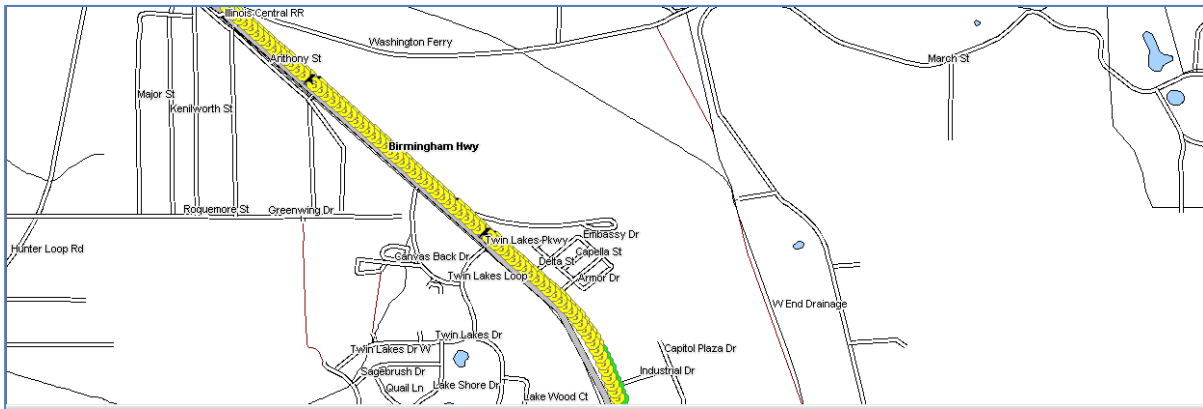 Illinois Central RR
Washington Ferry
Anthony St
March St
Major St
Kenilworth St
Birmingham Hwy
Roquemore St
Greenwing Dr
Embassy Dr
Twin Lakes Pkwy
Hunter Loop Rd
Capella St
Canvas Back Dr
Delta St
Twin Lakes Loop
Armor Dr
W End Drainage
Twin Lakes Dr
Twin Lakes Dr W
Capitol Plaza Dr
Sagebrush Dr
Industrial Dr
Quail Ln
Lake Shore Dr
Lake Wood Ct